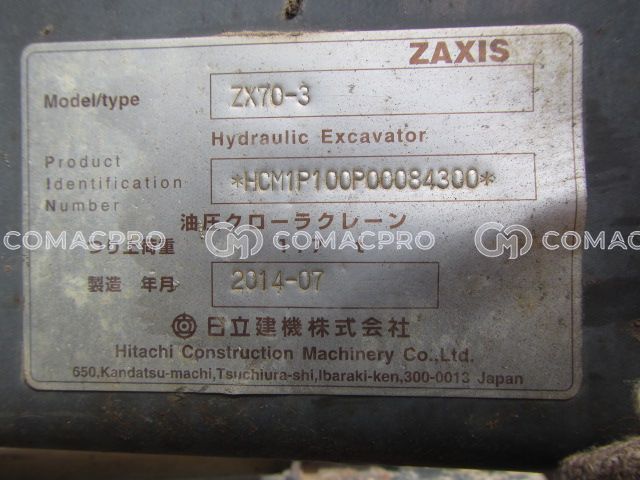 ZAXIS
Model/type ZX70-3
Hydraulic Excavator
Product
Identification *HCM1P100P00084300*
Number
油圧クローラクレーン
COMACPRO COMACPRO COMACPRO
製造 年月 2014-07
日立建機株式会社
Hitachi Construction Machinery Co.,Ltd.
650,Kandatsu-machi,Tsuchiura-shi,Ibaraki-ken,300-0013 Japan